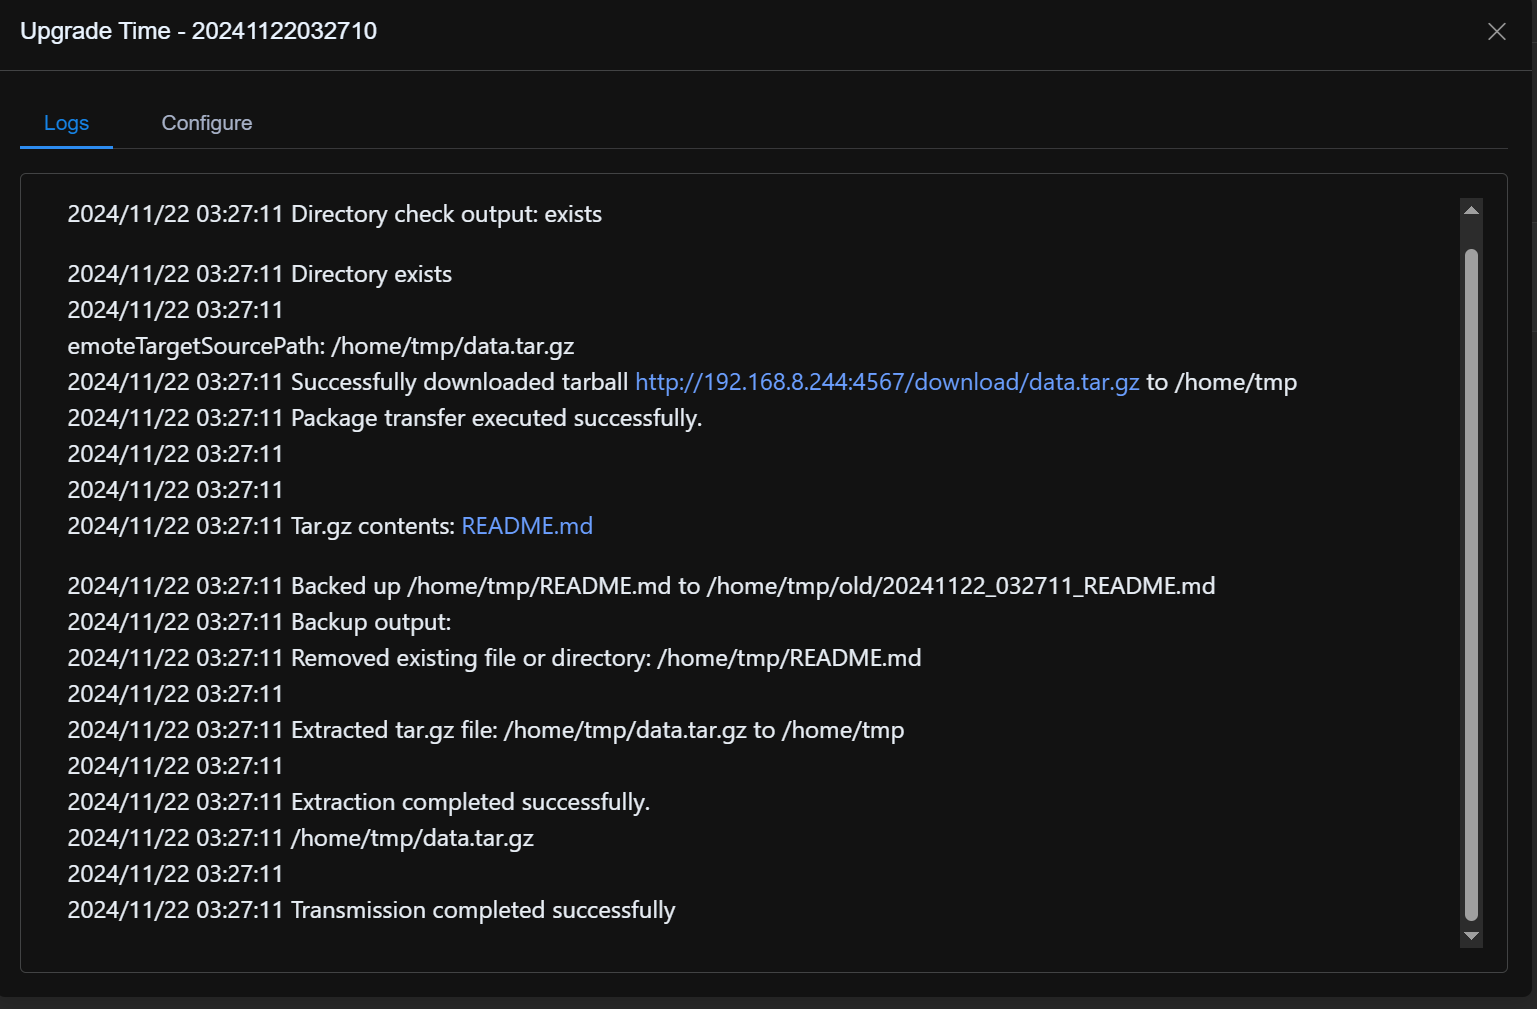 Upgrade Time - 20241122032710
Logs Configure
2024/11/22 03:27:11 Directory check output: exists
2024/11/22 03:27:11 Directory exists
2024/11/22 03:27:11
emoteTargetSourcePath: /home/tmp/data.tar.gz
2024/11/22 03:27:11 Successfully downloaded tarball http://192.168.8.244:4567/download/data.tar.gz to /home/tmp
2024/11/22 03:27:11 Package transfer executed successfully.
2024/11/22 03:27:11
2024/11/22 03:27:11
2024/11/22 03:27:11 Tar.gz contents: README.md
2024/11/22 03:27:11 Backed up /home/tmp/README.md to /home/tmp/old/20241122_032711_README.md
2024/11/22 03:27:11 Backup output:
2024/11/22 03:27:11 Removed existing file or directory: /home/tmp/README.md
2024/11/22 03:27:11
2024/11/22 03:27:11 Extracted tar.gz file: /home/tmp/data.tar.gz to /home/tmp
2024/11/22 03:27:11
2024/11/22 03:27:11 Extraction completed successfully.
2024/11/22 03:27:11 /home/tmp/data.tar.gz
2024/11/22 03:27:11
2024/11/22 03:27:11 Transmission completed successfully